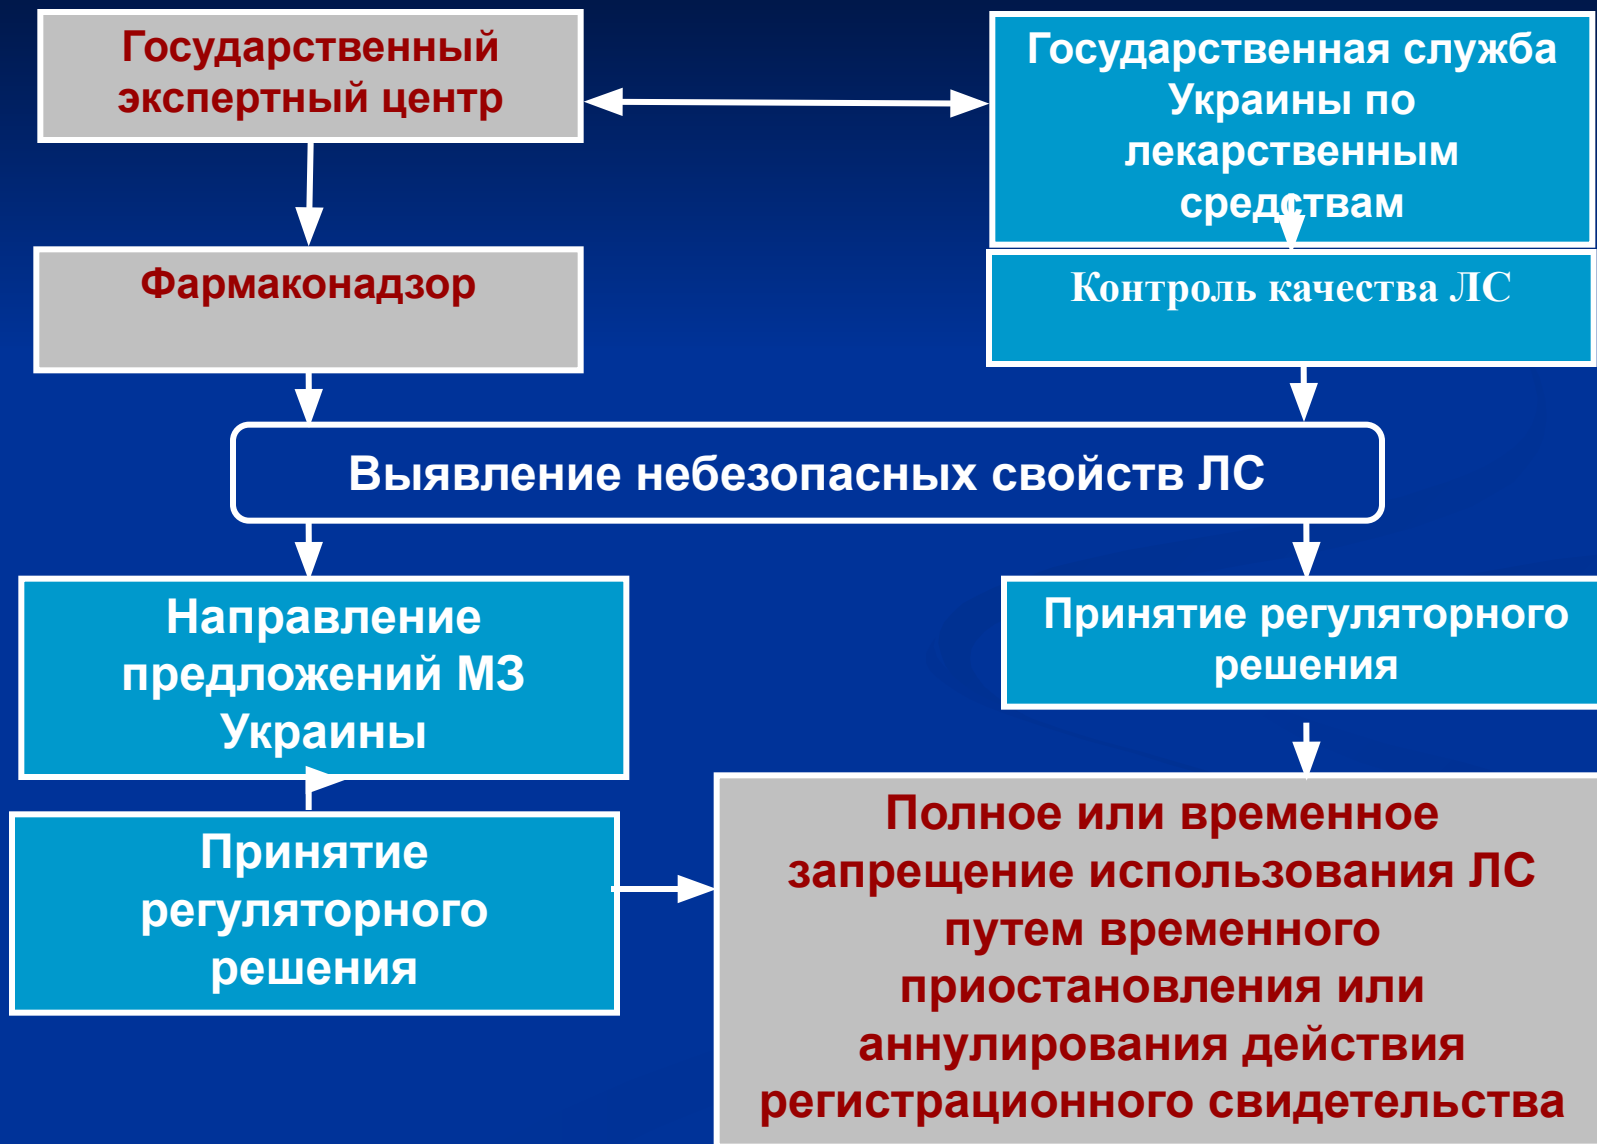 Государственный
экспертный центр
Государственная служба
Украины по
лекарственным
средствам
Фармаконадзор
Контроль качества ЛС
Выявление небезопасных свойств ЛС
Направление
предложений МЗ
Украины
Принятие регуляторного
решения
Принятие
регуляторного
решения
Полное или временное
запрещение использования ЛС
путем временного
приостановления или
аннулирования действия
регистрационного свидетельства